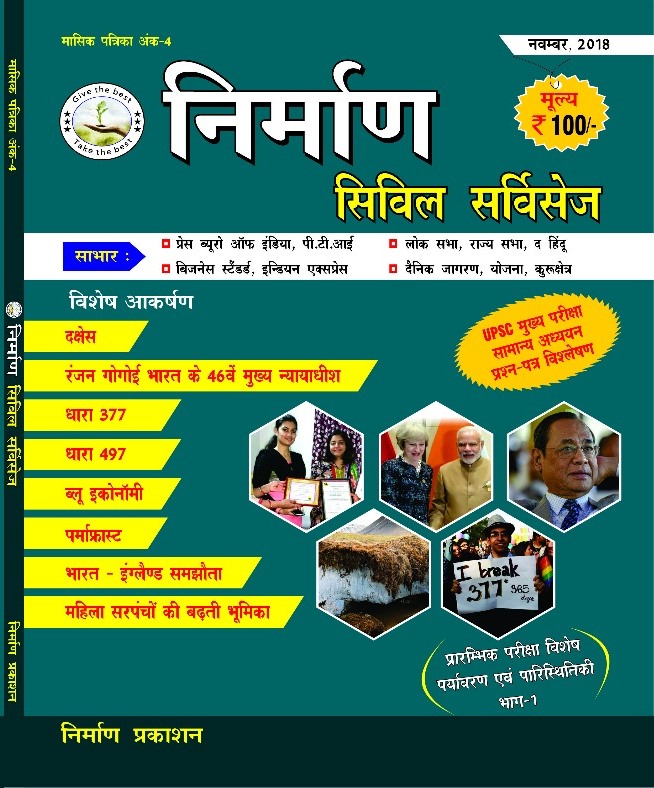 मासिक पत्रिका अंक-4
नवम्बर, 2018
Give the best
Take the best
निर्माण
मूल्य
₹ 100/-
सिविल सर्विसेज
साभार :
प्रेस ब्यूरो ऑफ इंडिया, पी.टी.आई
लोक सभा, राज्य सभा, द हिंदू
बिजनेस स्टैंडर्ड, इन्डियन एक्सप्रेस
दैनिक जागरण, योजना, कुरूक्षेत्र
विशेष आकर्षण
दक्षेस
रंजन गोगोई भारत के 46वें मुख्य न्यायाधीश
धारा 377
धारा 497
ब्लू इकोनॉमी
पर्माफ्रास्ट
भारत - इंग्लैण्ड समझौता
महिला सरपंचों की बढ़ती भूमिका
UPSC मुख्य परीक्षा
सामान्य अध्ययन
प्रश्न-पत्र विश्लेषण
I break
377
365
days
प्रारम्भिक परीक्षा विशेष
पर्यावरण एवं पारिस्थितिकी
भाग-1
निर्माण प्रकाशन
मासिक पत्रिका अंक-4
निर्माण सिविल सर्विसेज
निर्माण प्रकाशन